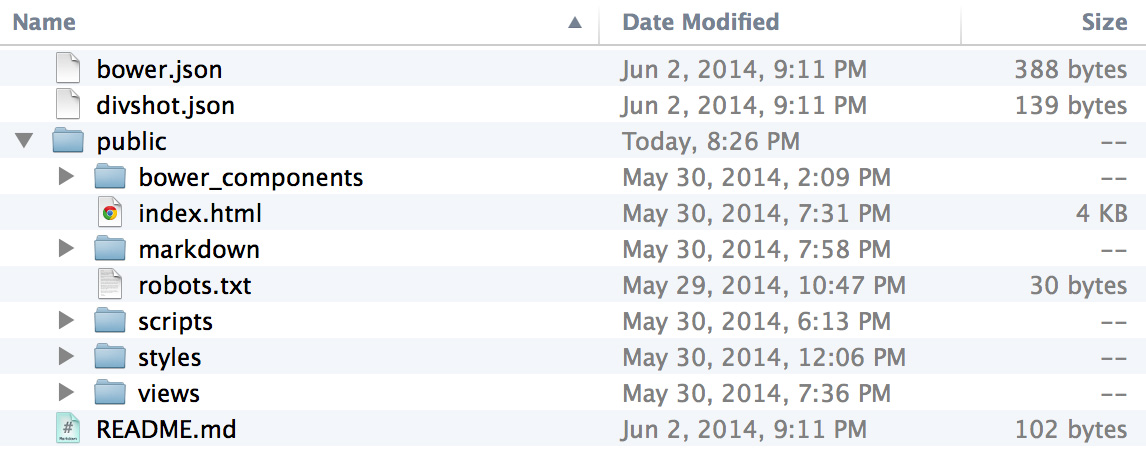 Name Date Modified Size
bower.json Jun 2, 2014, 9:11 PM 388 bytes
divshot.json Jun 2, 2014, 9:11 PM 139 bytes
public Today, 8:26 PM --
bower_components May 30, 2014, 2:09 PM --
index.html May 30, 2014, 7:31 PM 4 KB
markdown May 30, 2014, 7:58 PM --
robots.txt May 29, 2014, 10:47 PM 30 bytes
scripts May 30, 2014, 6:13 PM --
styles May 30, 2014, 12:06 PM --
views May 30, 2014, 7:36 PM --
# README.md Jun 2, 2014, 9:11 PM 102 bytes